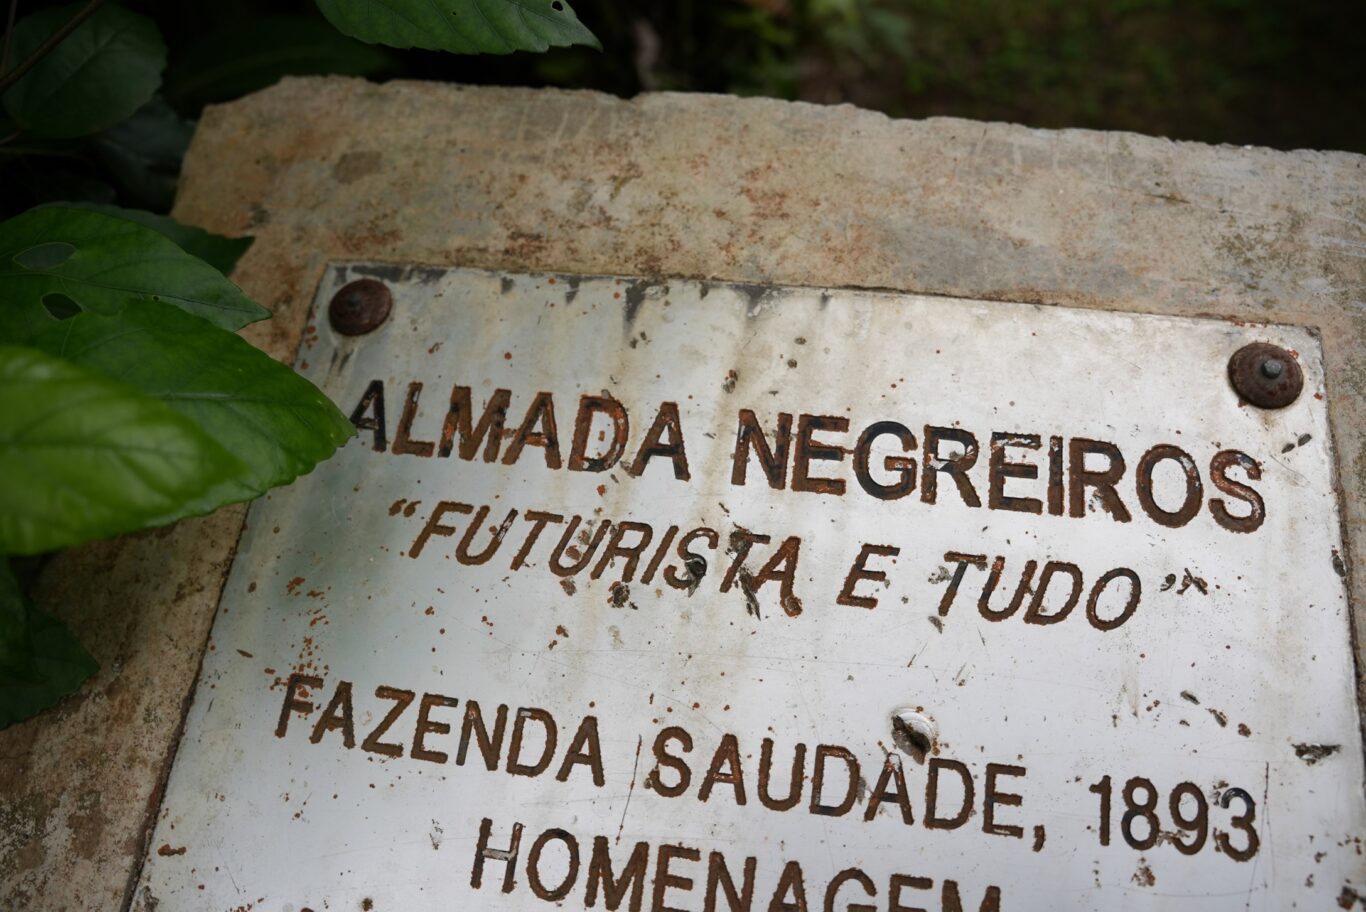 ALMADA NEGREIROS
"FUTURISTA E TUDO"
FAZENDA SAUDADE, 1893
HOMENAGEM